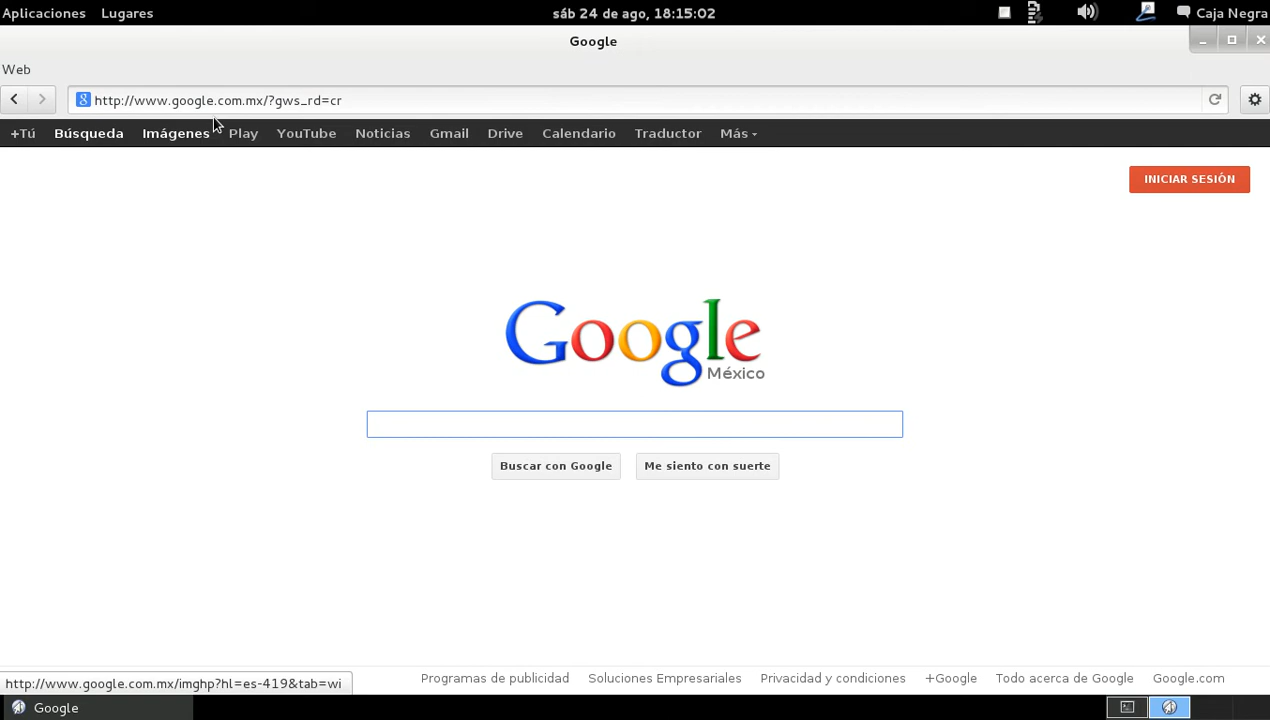 Aplicaciones Lugares sáb 24 de ago, 18:15:02 Caja Negra
Google
Web
http://www.google.com.mx/?gws_rd=cr
+Tú Búsqueda Imágenes Play YouTube Noticias Gmail Drive Calendario Traductor Más
INICIAR SESIÓN
Google
México
Buscar con Google Me siento con suerte
http://www.google.com.mx/imghp?hl=es-419&tab=wi Programas de publicidad Soluciones Empresariales Privacidad y condiciones +Google Todo acerca de Google Google.com
Google